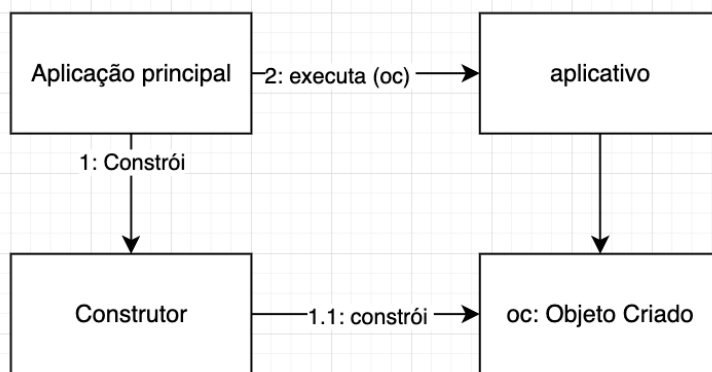 Aplicação principal
2: executa (oc)
aplicativo
1: Constrói
Construtor
1.1: constrói
oc: Objeto Criado